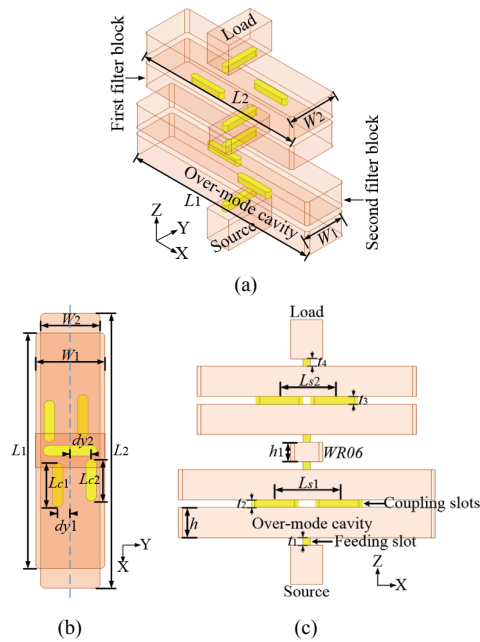 Load
First filter block
L2
W2
Over-mode cavity
L1
W1
Second filter block
Source
Z
Y
X
(a)
W2
W1
L1
L2
dy2
Lc1
Lc2
dy1
Y
X
(b)
Load
t4
Ls2
t3
h1
WR06
Ls1
t2
Coupling slots
h
Over-mode cavity
t1
Feeding slot
Source
Z
X
(c)